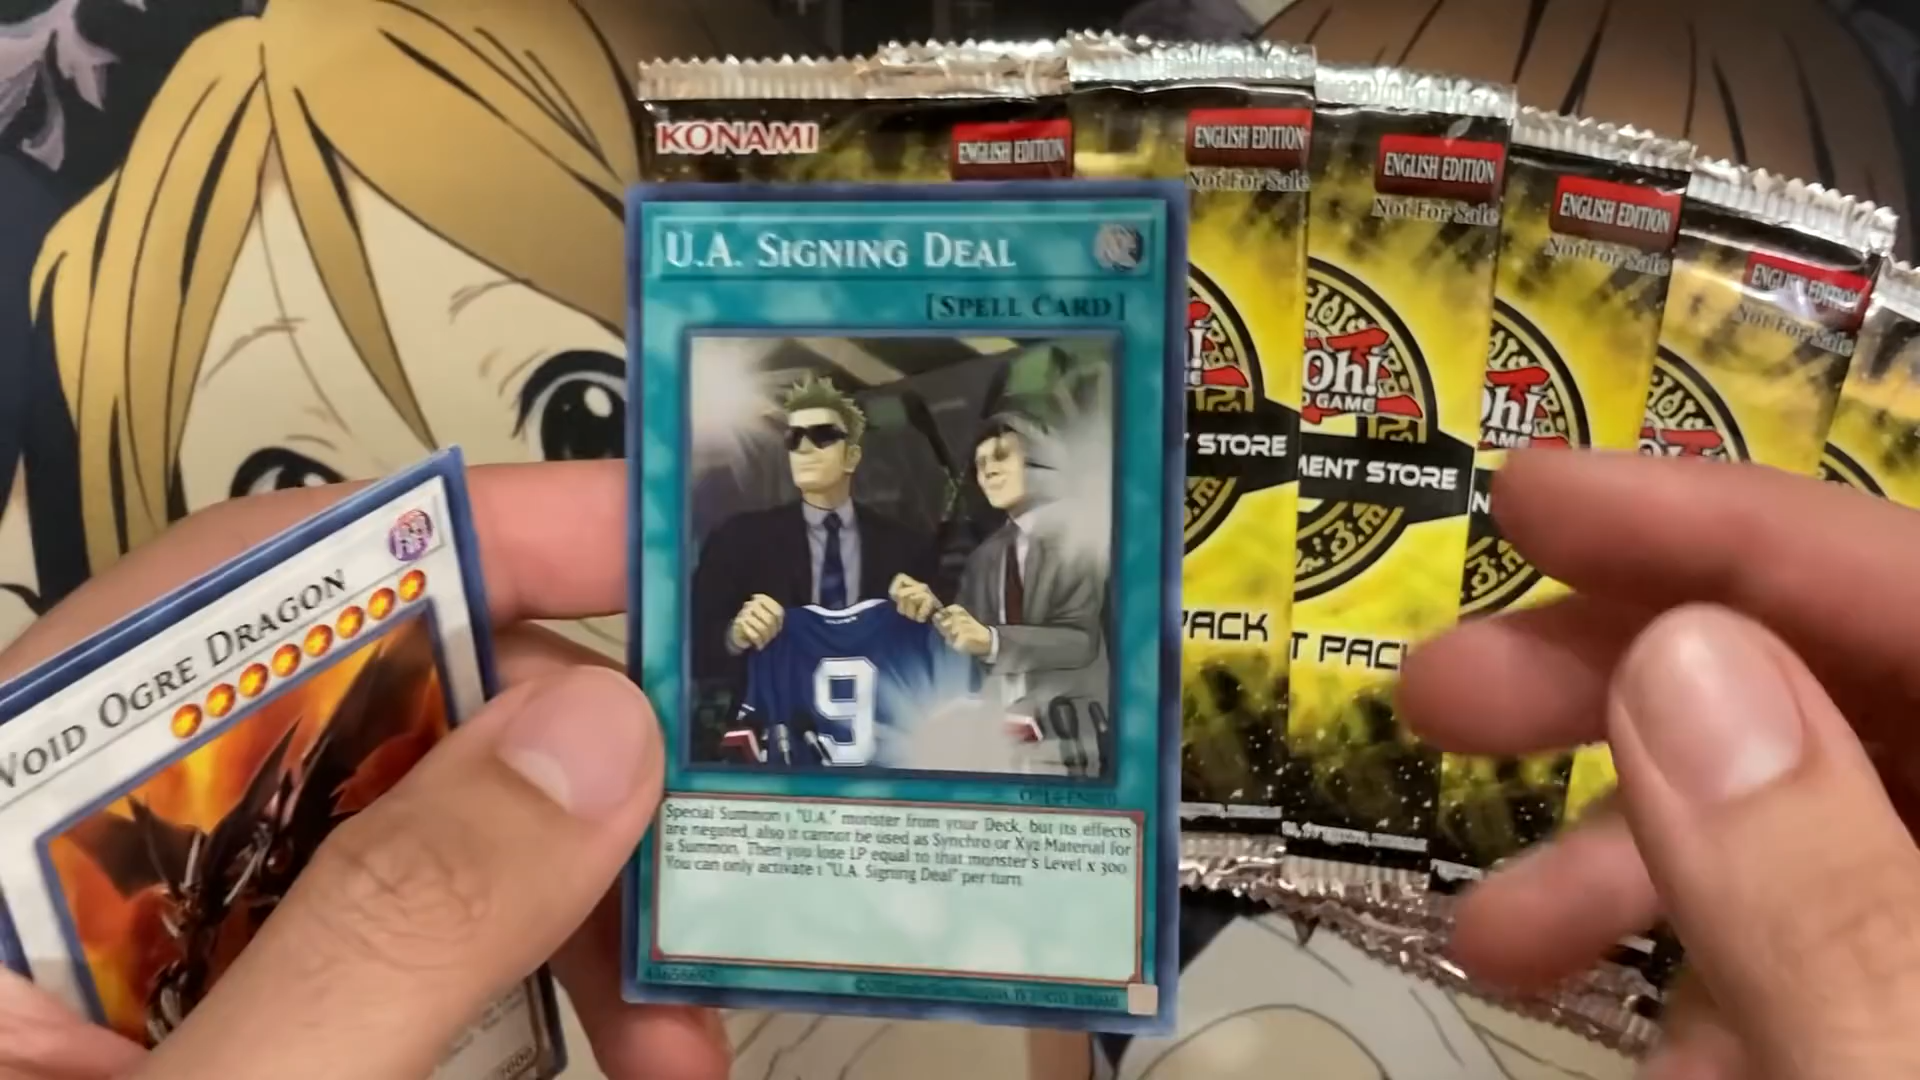 KONAMI
ENGLISH EDITION
ENGLISH EDITION
Not For Sale
ENGLISH EDITION
Not For Sale
ENGLISH EDITION
Not For Sale
ENGLISH EDITION
Not For Sale
U.A. SIGNING DEAL
[SPELL CARD]
9
Special Summon 1 "U.A." monster from your Deck, but its effects
are negated, also it cannot be used as Synchro or Xyz Material for
a Summon. Then you lose LP equal to that monster's Level x 300.
You can only activate 1 "U.A. Signing Deal" per turn.
VOID OGRE DRAGON
Oh!
GAME
STORE
PACK
MENT STORE
T PACK